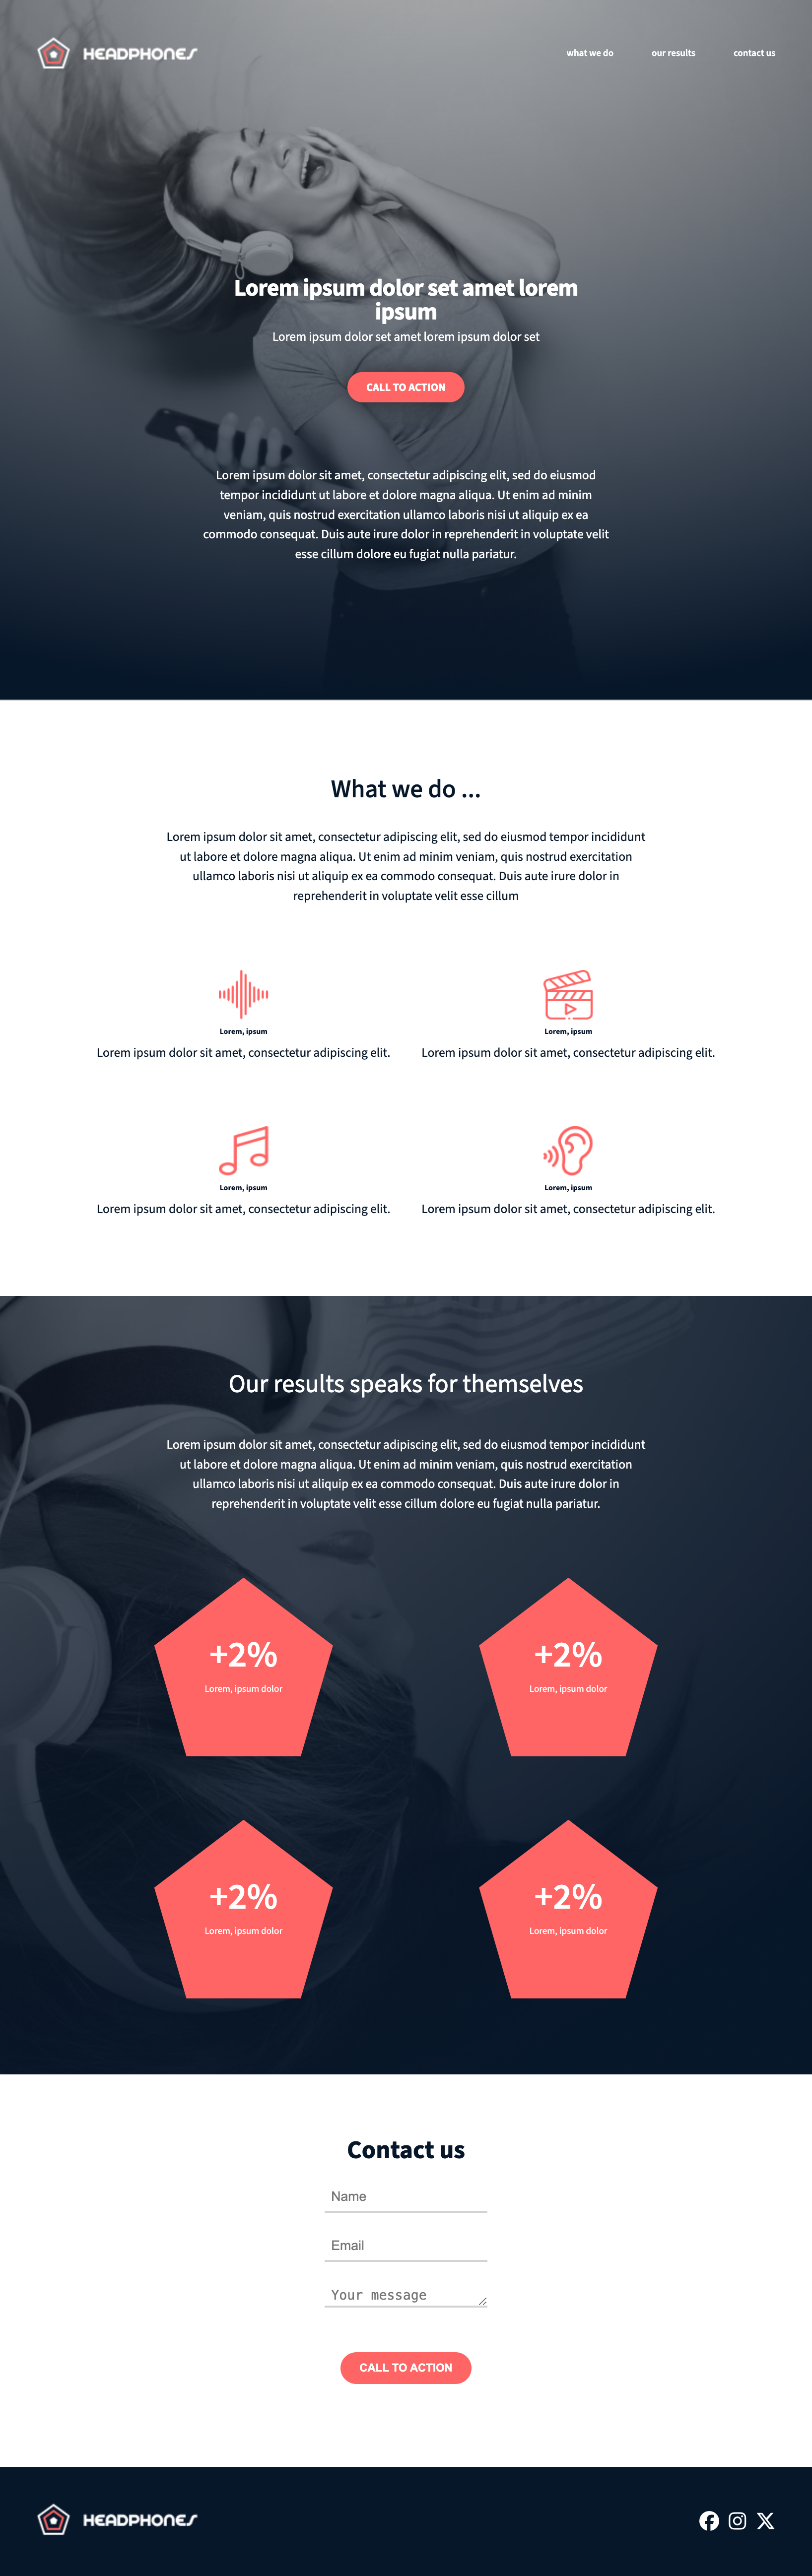 HEADPHONES
what we do our results contact us
Lorem ipsum dolor set amet lorem
ipsum
Lorem ipsum dolor set amet lorem ipsum dolor set
CALL TO ACTION
Lorem ipsum dolor sit amet, consectetur adipiscing elit, sed do eiusmod
tempor incididunt ut labore et dolore magna aliqua. Ut enim ad minim
veniam, quis nostrud exercitation ullamco laboris nisi ut aliquip ex ea
commodo consequat. Duis aute irure dolor in reprehenderit in voluptate velit
esse cillum dolore eu fugiat nulla pariatur.
What we do ...
Lorem ipsum dolor sit amet, consectetur adipiscing elit, sed do eiusmod tempor incididunt
ut labore et dolore magna aliqua. Ut enim ad minim veniam, quis nostrud exercitation
ullamco laboris nisi ut aliquip ex ea commodo consequat. Duis aute irure dolor in
reprehenderit in voluptate velit esse cillum
Lorem, ipsum
Lorem ipsum dolor sit amet, consectetur adipiscing elit.
Lorem, ipsum
Lorem ipsum dolor sit amet, consectetur adipiscing elit.
Lorem, ipsum
Lorem ipsum dolor sit amet, consectetur adipiscing elit.
Lorem, ipsum
Lorem ipsum dolor sit amet, consectetur adipiscing elit.
Our results speaks for themselves
Lorem ipsum dolor sit amet, consectetur adipiscing elit, sed do eiusmod tempor incididunt
ut labore et dolore magna aliqua. Ut enim ad minim veniam, quis nostrud exercitation
ullamco laboris nisi ut aliquip ex ea commodo consequat. Duis aute irure dolor in
reprehenderit in voluptate velit esse cillum dolore eu fugiat nulla pariatur.
+2%
Lorem, ipsum dolor
+2%
Lorem, ipsum dolor
+2%
Lorem, ipsum dolor
+2%
Lorem, ipsum dolor
Contact us
Name
Email
Your message
CALL TO ACTION
HEADPHONES